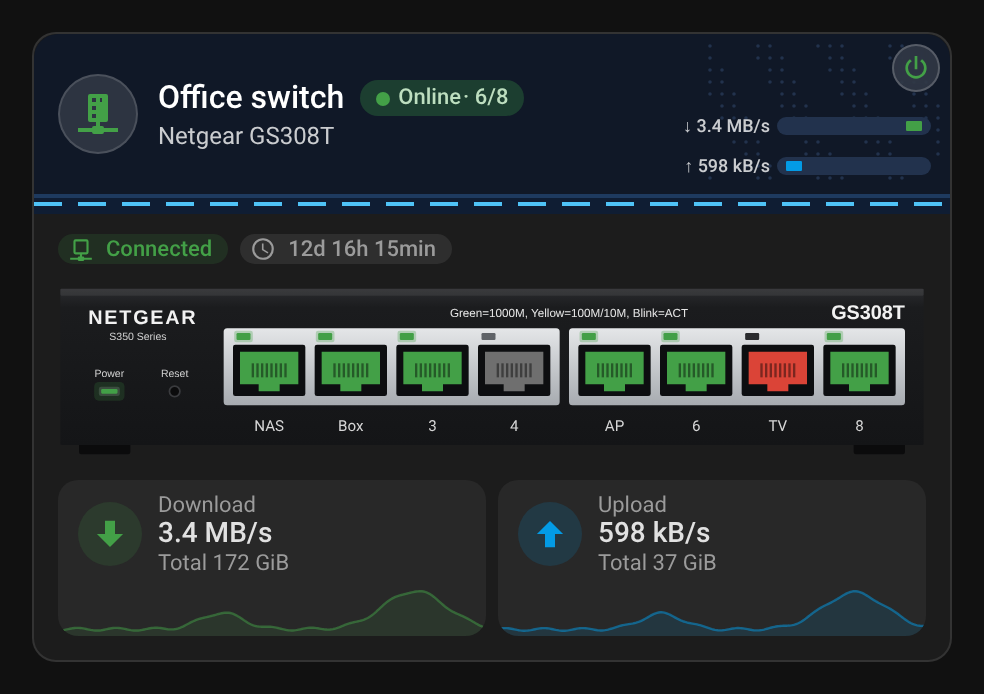 Office switch
Online · 6/8
Netgear GS308T
↓ 3.4 MB/s
↑ 598 kB/s
Connected
12d 16h 15min
NETGEAR
S350 Series
Green=1000M, Yellow=100M/10M, Blink=ACT
GS308T
Power
Reset
NAS
Box
3
4
AP
6
TV
8
Download
3.4 MB/s
Total 172 GiB
Upload
598 kB/s
Total 37 GiB